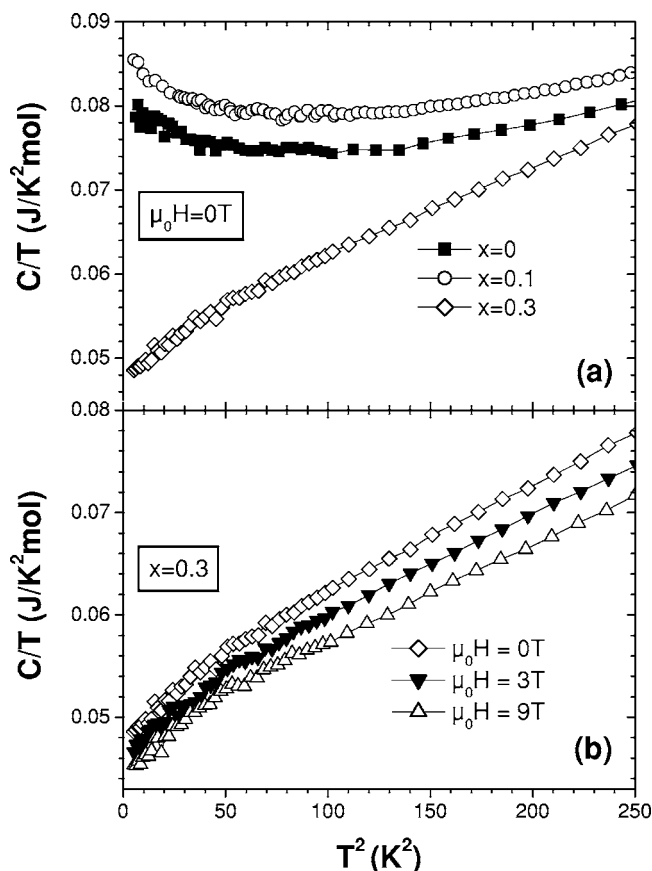 0.09
0.08
0.07
0.06
0.05
C/T (J/K²mol)
μ₀H=0T
x=0
x=0.1
x=0.3
(a)
0.08
0.07
0.06
0.05
C/T (J/K²mol)
x=0.3
μ₀H = 0T
μ₀H = 3T
μ₀H = 9T
(b)
0 50 100 150 200 250
T² (K²)